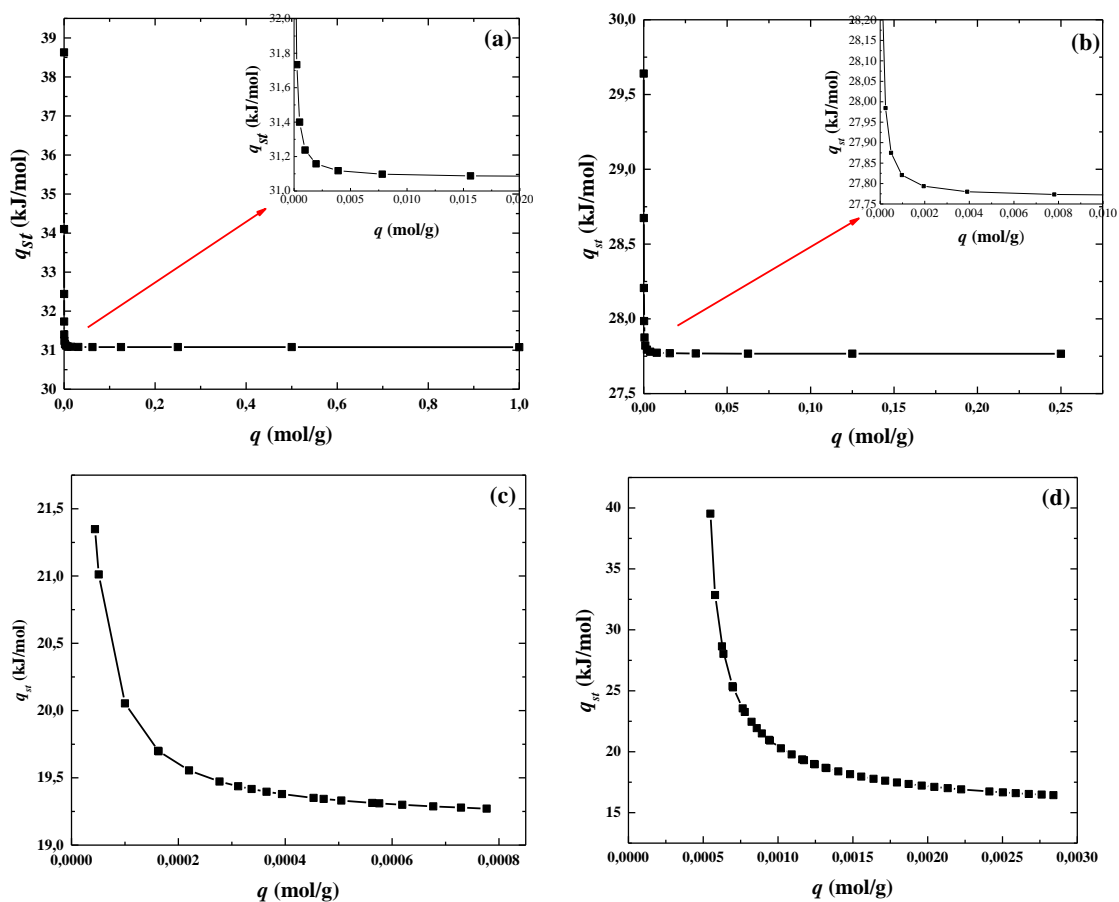 (a)
39
38
37
36
35
34
33
32
31
30
q_st (kJ/mol)
0,0 0,2 0,4 0,6 0,8 1,0
q (mol/g)
32,0
31,8
31,6
31,4
31,2
31,0
q_st (kJ/mol)
0,000 0,005 0,010 0,015 0,020
q (mol/g)
(b)
30,0
29,5
29,0
28,5
28,0
27,5
q_st (kJ/mol)
0,00 0,05 0,10 0,15 0,20 0,25
q (mol/g)
28,20
28,15
28,10
28,05
28,00
27,95
27,90
27,85
27,80
27,75
q_st (kJ/mol)
0,000 0,002 0,004 0,006 0,008 0,010
q (mol/g)
(c)
21,5
21,0
20,5
20,0
19,5
19,0
q_st (kJ/mol)
0,0000 0,0002 0,0004 0,0006 0,0008
q (mol/g)
(d)
40
35
30
25
20
15
q_st (kJ/mol)
0,0000 0,0005 0,0010 0,0015 0,0020 0,0025 0,0030
q (mol/g)